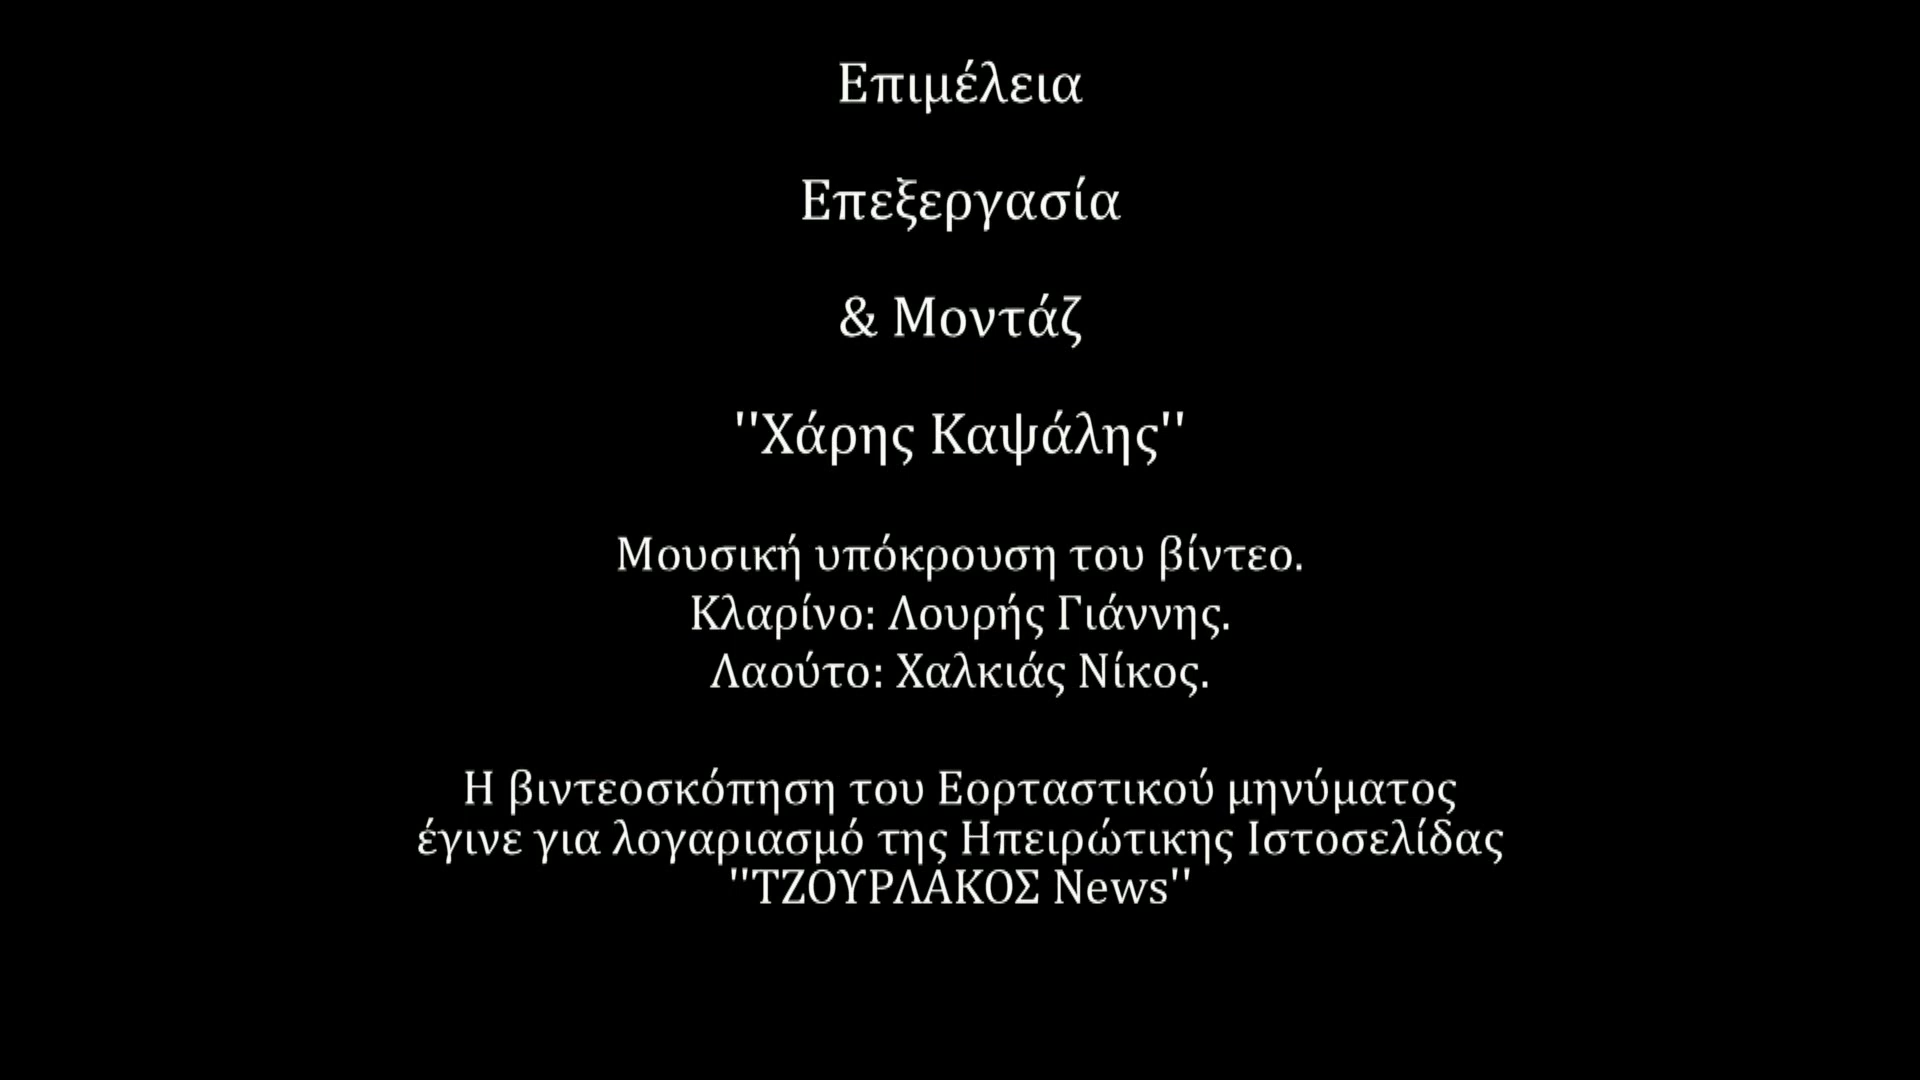 Επιμέλεια
Επεξεργασία
& Μοντάζ
''Χάρης Καψάλης''
Μουσική υπόκρουση του βίντεο.
Κλαρίνο: Λουρής Γιάννης.
Λαούτο: Χαλκιάς Νίκος.
Η βιντεοσκόπηση του Εορταστικού μηνύματος
έγινε για λογαριασμό της Ηπειρώτικης Ιστοσελίδας
''ΤΖΟΥΡΛΑΚΟΣ News''